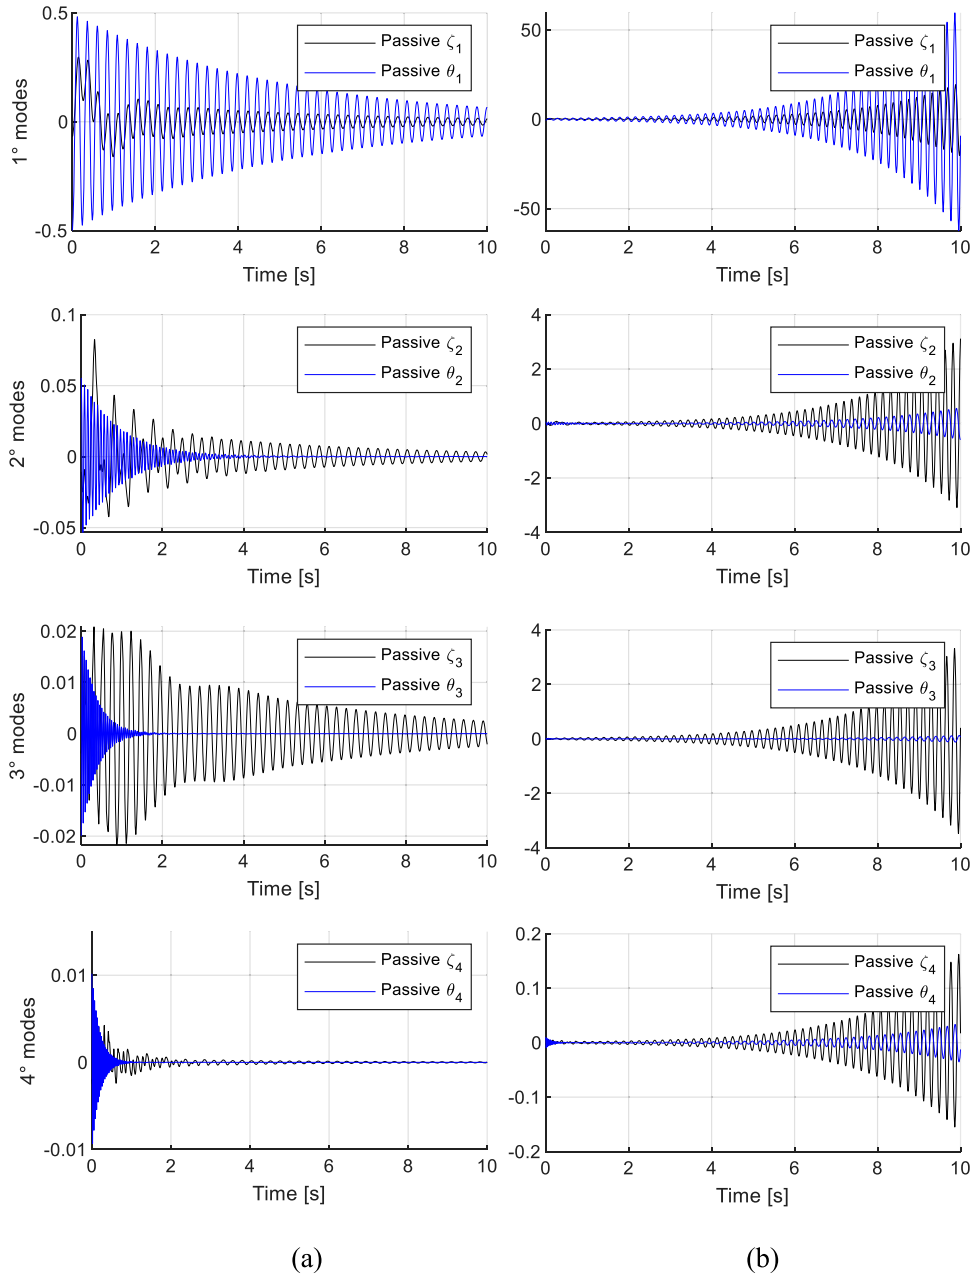 0.5
0
-0.5
1° modes
Passive ζ1
Passive θ1
0 2 4 6 8 10
Time [s]
50
0
-50
Passive ζ1
Passive θ1
0 2 4 6 8 10
Time [s]
0.1
0.05
0
-0.05
2° modes
Passive ζ2
Passive θ2
0 2 4 6 8 10
Time [s]
4
2
0
-2
-4
Passive ζ2
Passive θ2
0 2 4 6 8 10
Time [s]
0.02
0.01
0
-0.01
-0.02
3° modes
Passive ζ3
Passive θ3
0 2 4 6 8 10
Time [s]
4
2
0
-2
-4
Passive ζ3
Passive θ3
0 2 4 6 8 10
Time [s]
0.01
0
-0.01
4° modes
Passive ζ4
Passive θ4
0 2 4 6 8 10
Time [s]
0.2
0.1
0
-0.1
-0.2
Passive ζ4
Passive θ4
0 2 4 6 8 10
Time [s]
(a)
(b)